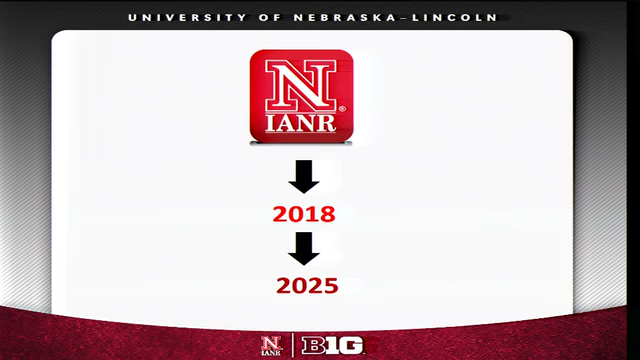 UNIVERSITY OF NEBRASKA–LINCOLN
N
IANR
®
2018
2025
N
IANR
B1G